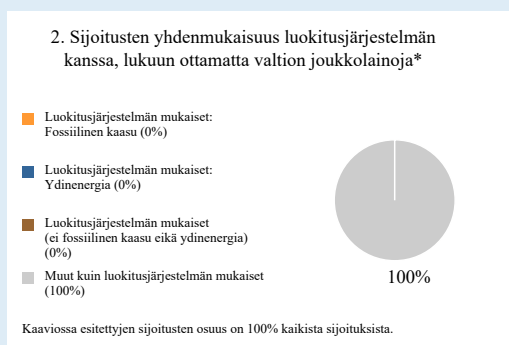 2. Sijoitusten yhdenmukaisuus luokitusjärjestelmän
kanssa, lukuun ottamatta valtion joukkolainoja*
Luokitusjärjestelmän mukaiset:
Fossiilinen kaasu (0%)
Luokitusjärjestelmän mukaiset:
Ydinenergia (0%)
Luokitusjärjestelmän mukaiset
(ei fossiilinen kaasu eikä ydinenergia)
(0%)
Muut kuin luokitusjärjestelmän mukaiset
(100%)
100%
Kaaviossa esitettyjen sijoitusten osuus on 100% kaikista sijoituksista.